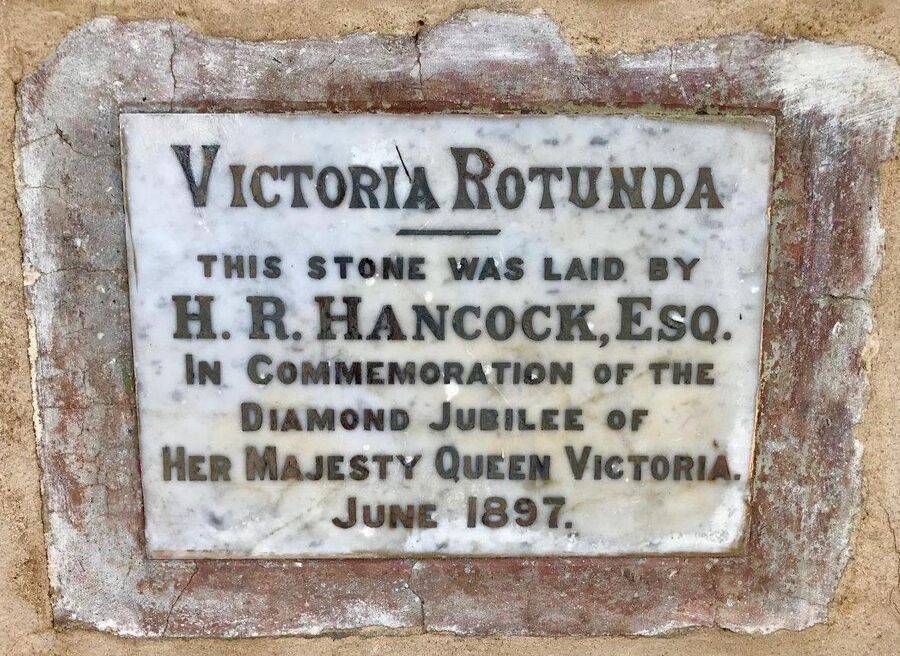 VICTORIA ROTUNDA
THIS STONE WAS LAID BY
H. R. HANCOCK, ESQ.
IN COMMEMORATION OF THE
DIAMOND JUBILEE OF
HER MAJESTY QUEEN VICTORIA.
JUNE 1897.